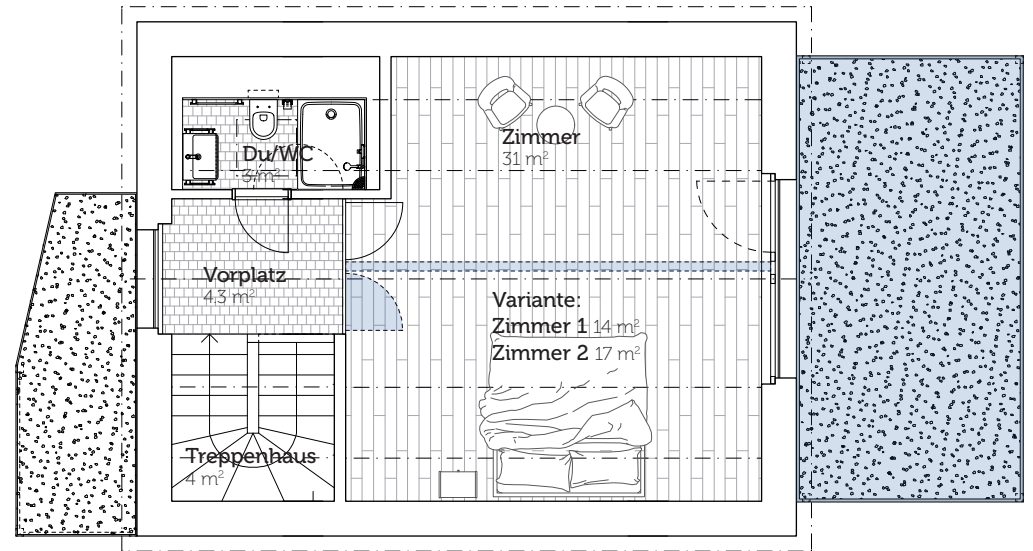 Zimmer
31 m²
Du/WC
3 m²
Vorplatz
4,3 m²
Variante:
Zimmer 1 14 m²
Zimmer 2 17 m²
Treppenhaus
4 m²